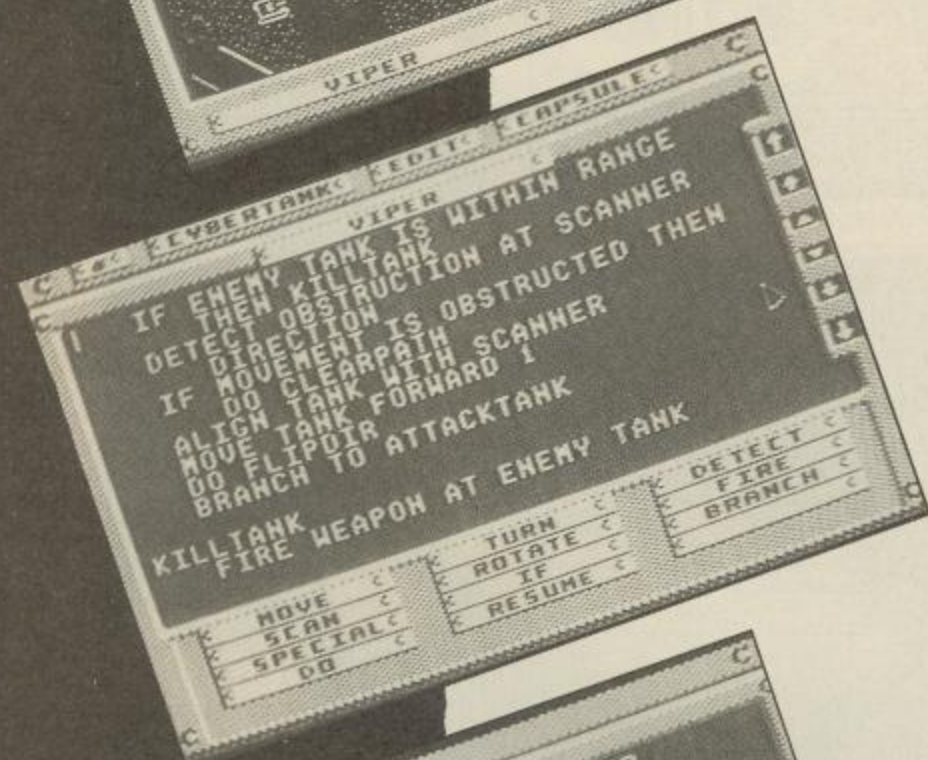 VIPER
CYBERTANK EDIT CAPSULE
VIPER
IF ENEMY TANK IS WITHIN RANGE
THEN KILLTANK
DETECT OBSTRUCTION AT SCANNER
DIRECTION
IF MOVEMENT IS OBSTRUCTED THEN
DO CLEARPATH
ALIGN TANK WITH SCANNER
MOVE TANK FORWARD 1
DO FLIPDIR
BRANCH TO ATTACKTANK
KILLTANK
FIRE WEAPON AT ENEMY TANK
MOVE
SCAN
SPECIAL
DO
TURN
ROTATE
IF
RESUME
DETECT
FIRE
BRANCH